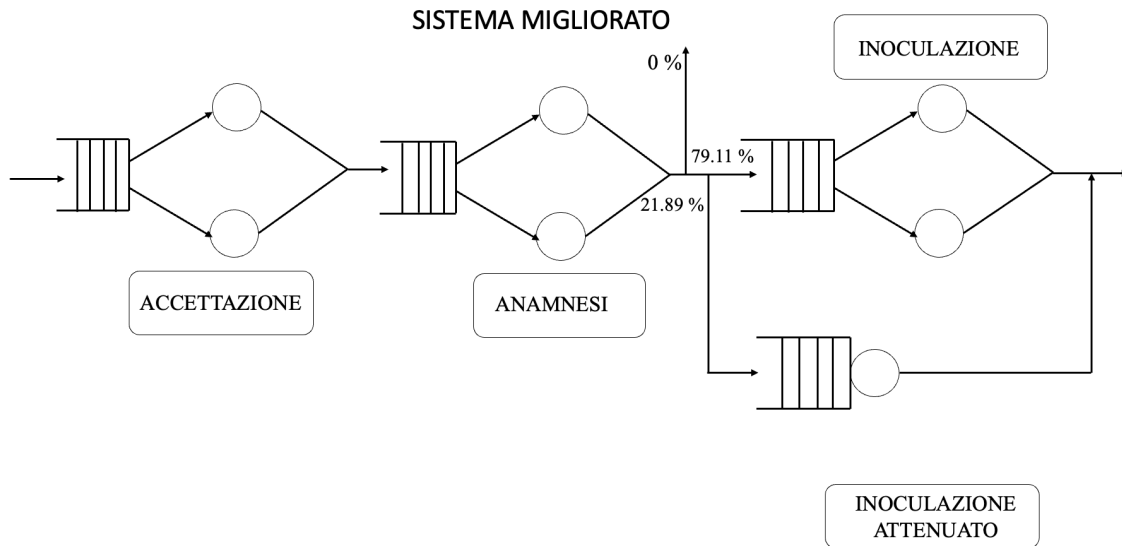 SISTEMA MIGLIORATO
INOCULAZIONE
0 %
79.11 %
21.89 %
ACCETTAZIONE
ANAMNESI
INOCULAZIONE
ATTENUATO